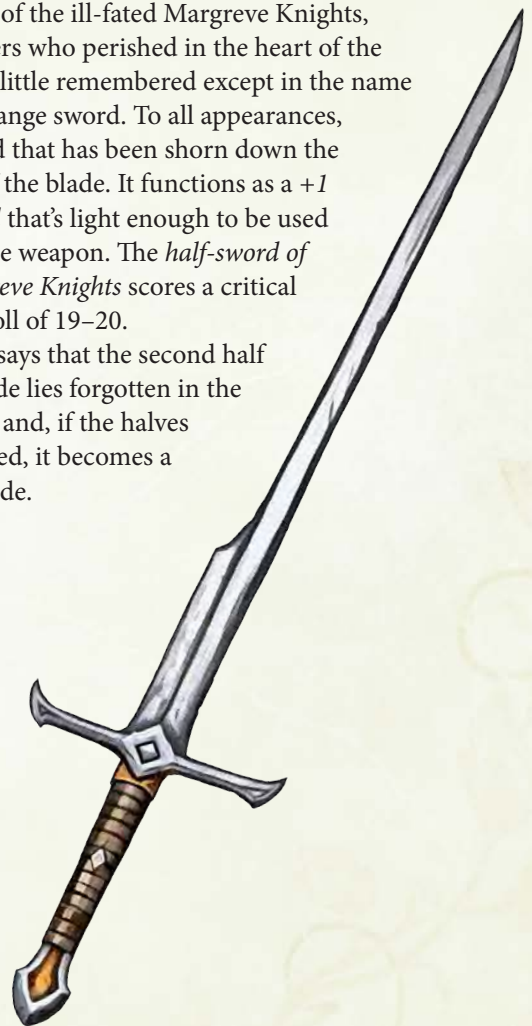 of the ill-fated Margreve Knights,
ers who perished in the heart of the
little remembered except in the name
ange sword. To all appearances,
d that has been shorn down the
the blade. It functions as a +1
that's light enough to be used
e weapon. The half-sword of
eve Knights scores a critical
oll of 19–20.
says that the second half
de lies forgotten in the
and, if the halves
ed, it becomes a
de.